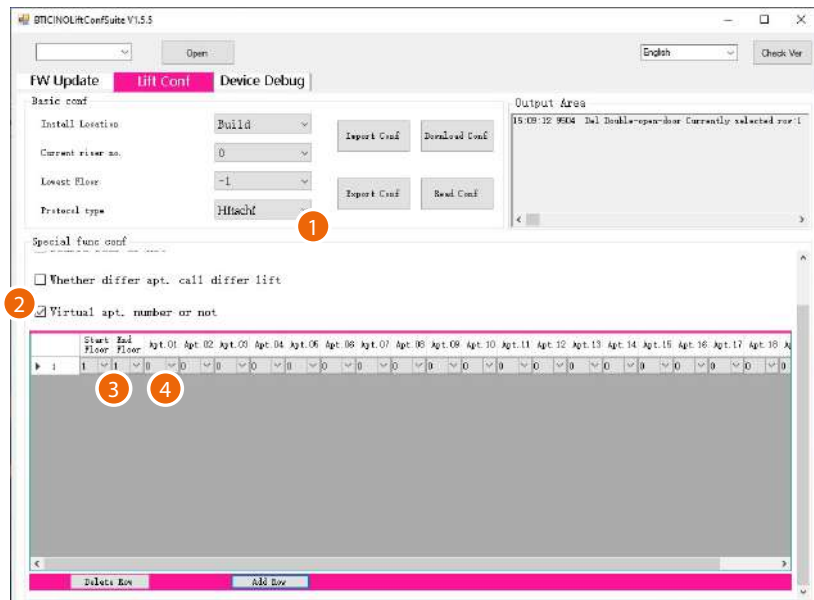 BTICINOLiftConfSuite V1.5.5
Open
English
Check Ver
FW Update
Lift Conf
Device Debug
Basic conf
Output Area
Install Location
Build
Import Conf
Download Conf
15:09:12 9504 Del Double-open-door Currently selected row:1
Current riser no.
0
Lowest Floor
-1
Export Conf
Read Conf
Protocol type
Hitachi
1
Special func conf
Whether differ apt. call differ lift
2
Virtual apt. number or not
Start Floor End Floor Apt.01 Apt.02 Apt.03 Apt.04 Apt.05 Apt.06 Apt.07 Apt.08 Apt.09 Apt.10 Apt.11 Apt.12 Apt.13 Apt.14 Apt.15 Apt.16 Apt.17 Apt.18 A
1 1 1 0 0 0 0 0 0 0 0 0 0 0 0 0 0 0 0 0 0 0
3 4
Delete Row
Add Row